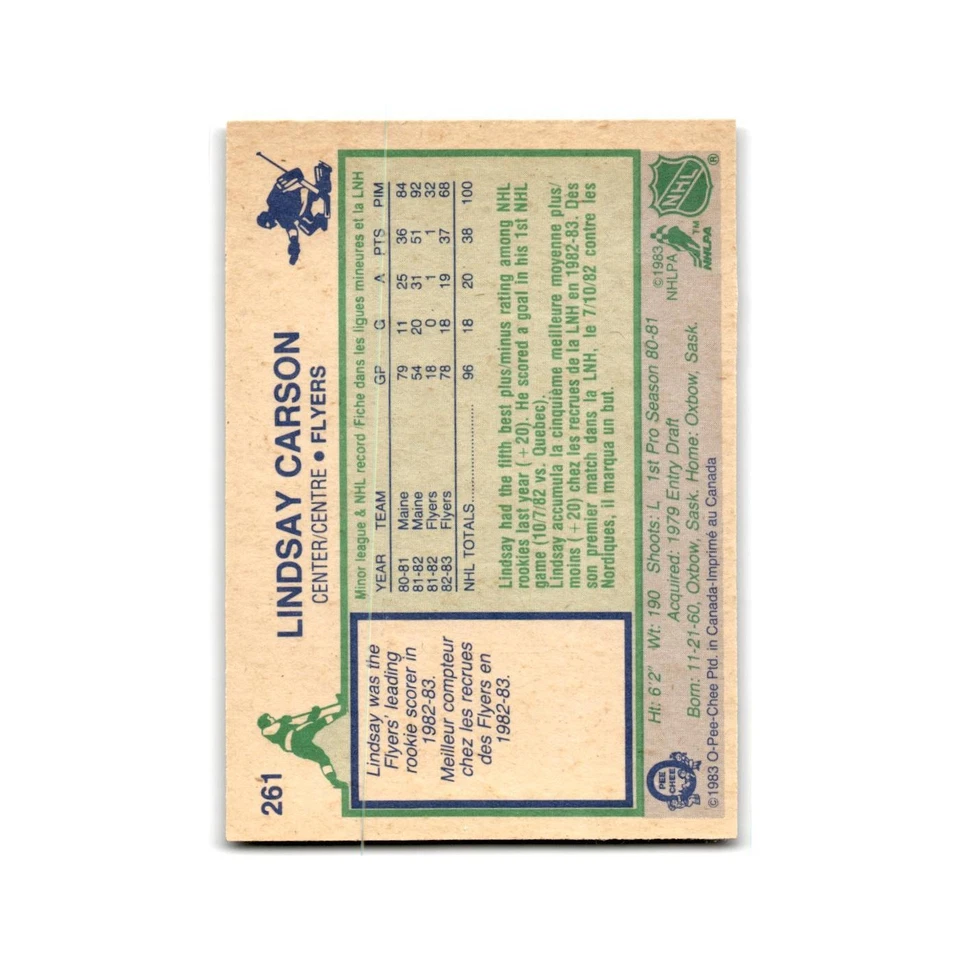 261
LINDSAY CARSON
CENTER/CENTRE • FLYERS
Lindsay was the
Flyers' leading
rookie scorer in
1982-83.
Meilleur compteur
chez les recrues
des Flyers en
1982-83.
Minor league & NHL record/Fiche dans les ligues mineures et la LNH
YEAR TEAM GP G A PTS PIM
80-81 Maine 79 11 25 36 84
81-82 Maine 54 20 31 51 92
81-82 Flyers 18 0 1 1 32
82-83 Flyers 78 18 19 37 68
NHL TOTALS.................... 96 18 20 38 100
Lindsay had the fifth best plus/minus rating among NHL
rookies last year (+20). He scored a goal in his 1st NHL
game (10/7/82 vs. Quebec).
Lindsay accumula la cinquième meilleure moyenne plus/
moins (+20) chez les recrues de la LNH en 1982-83. Dès
son premier match dans la LNH, le 7/10/82 contre les
Nordiques, il marqua un but.
Ht: 6'2" Wt: 190 Shoots: L 1st Pro Season 80-81
Acquired: 1979 Entry Draft
Born: 11-21-60, Oxbow, Sask. Home: Oxbow, Sask.
©1983 O-Pee-Chee Ptd. in Canada-Imprimé au Canada
O PEE CHEE
©1983
NHLPA
NHLPA™
NHL ®